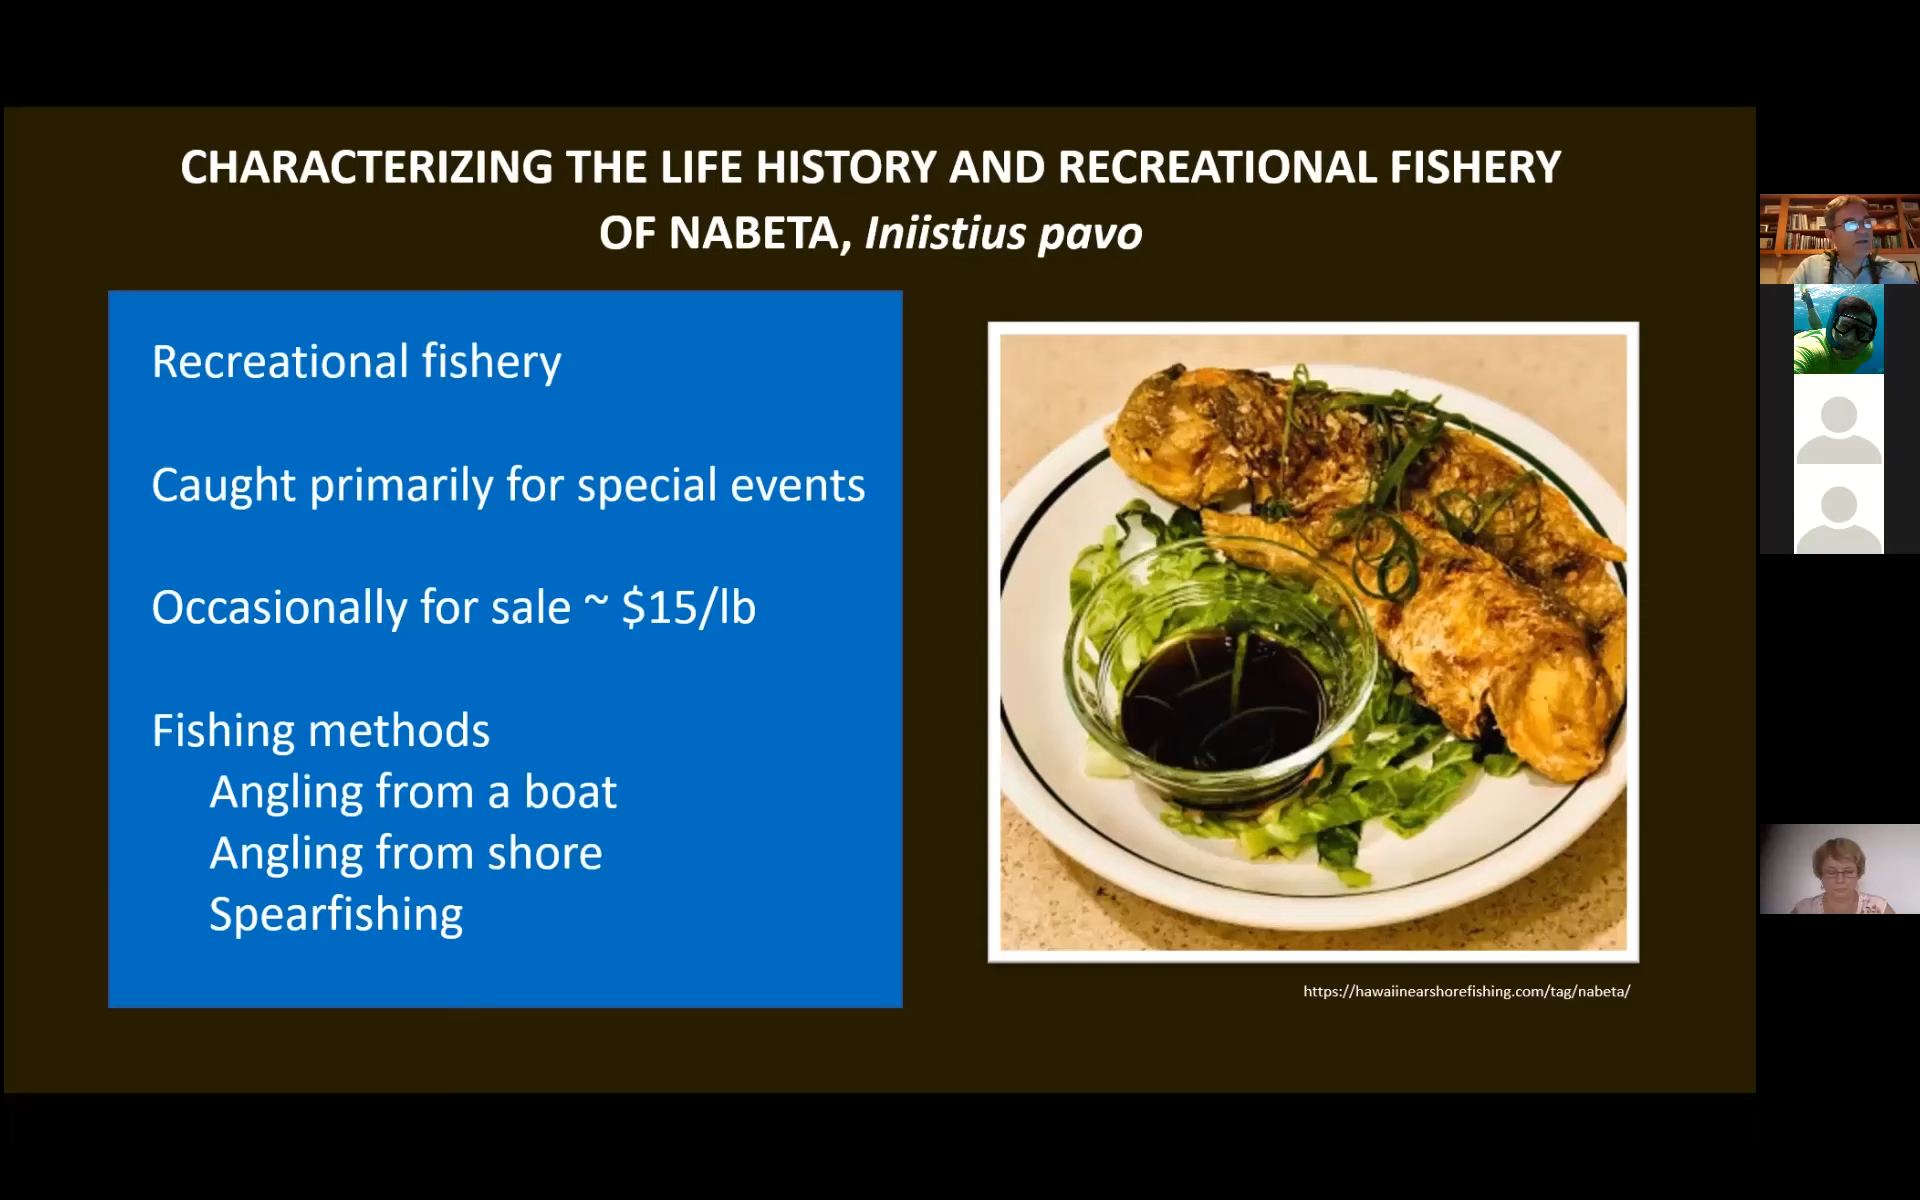 CHARACTERIZING THE LIFE HISTORY AND RECREATIONAL FISHERY
OF NABETA, Iniistius pavo
Recreational fishery
Caught primarily for special events
Occasionally for sale ~ $15/lb
Fishing methods
Angling from a boat
Angling from shore
Spearfishing
https://hawaiinearshorefishing.com/tag/nabeta/